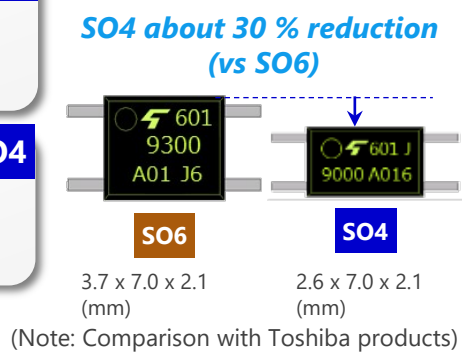 SO4 about 30 % reduction
(vs SO6)
601
9300
A01 J6
601 J
9000 A016
O4
SO6
SO4
3.7 x 7.0 x 2.1
(mm)
2.6 x 7.0 x 2.1
(mm)
(Note: Comparison with Toshiba products)